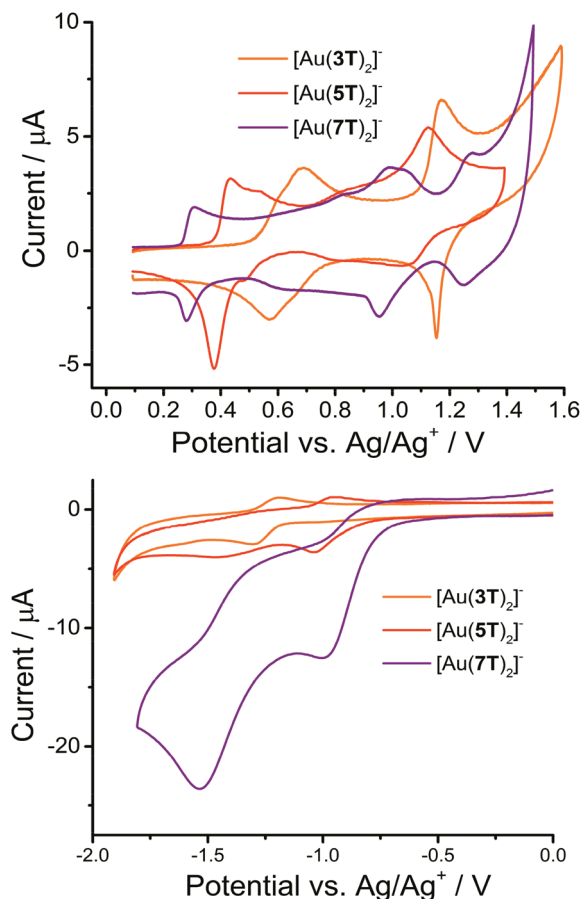 10
5
0
-5
Current / µA
[Au(3T)₂]⁻
[Au(5T)₂]⁻
[Au(7T)₂]⁻
0.0 0.2 0.4 0.6 0.8 1.0 1.2 1.4 1.6
Potential vs. Ag/Ag⁺ / V
0
-10
-20
Current / µA
[Au(3T)₂]⁻
[Au(5T)₂]⁻
[Au(7T)₂]⁻
-2.0 -1.5 -1.0 -0.5 0.0
Potential vs. Ag/Ag⁺ / V